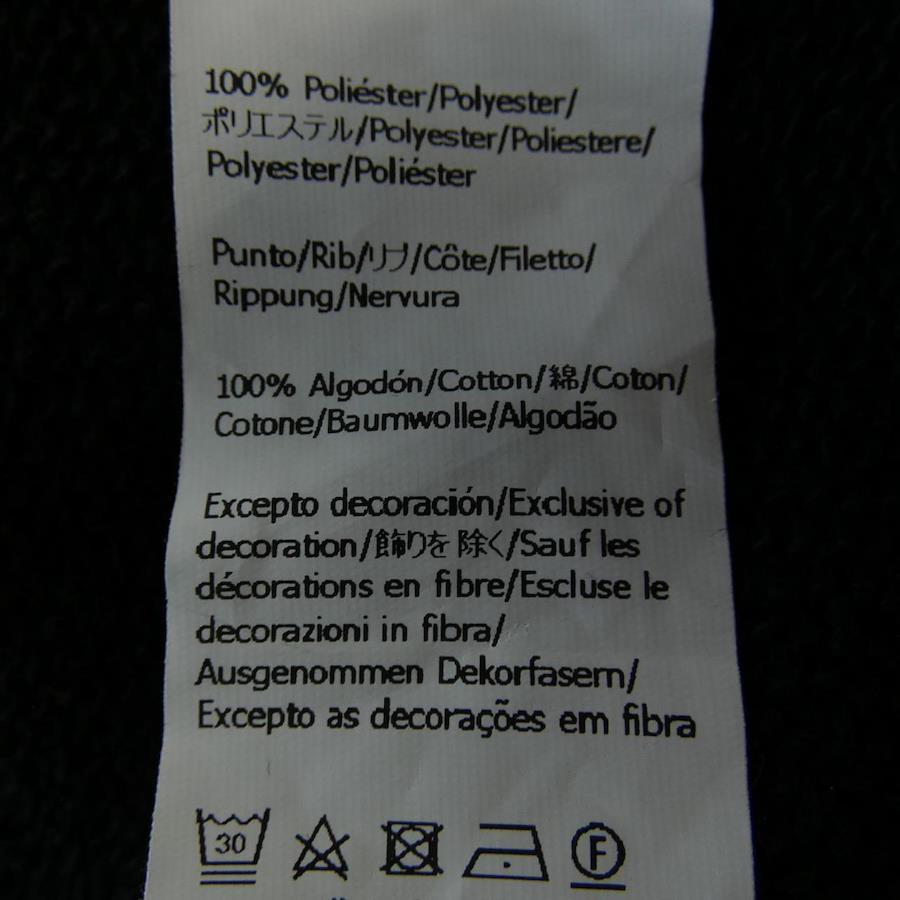 100% Poliéster/Polyester/
ポリエステル/Polyester/Poliestere/
Polyester/Poliéster
Punto/Rib/リブ/Côte/Filetto/
Rippung/Nervura
100% Algodón/Cotton/綿/Coton/
Cotone/Baumwolle/Algodão
Excepto decoración/Exclusive of
decoration/飾りを除く/Sauf les
décorations en fibre/Escluse le
decorazioni in fibra/
Ausgenommen Dekorfasern/
Excepto as decorações em fibra
30 F